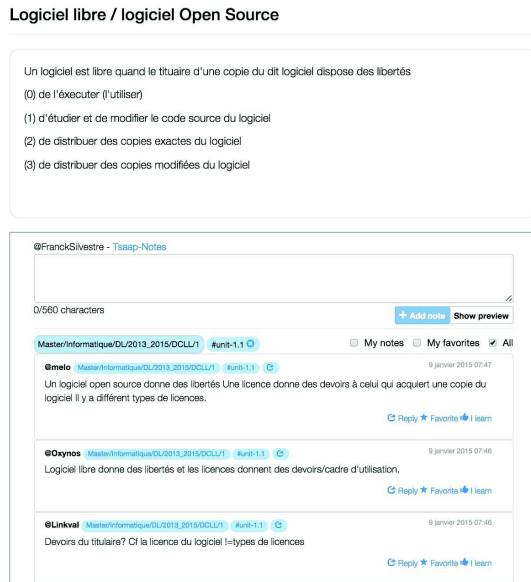 Logiciel libre / logiciel Open Source
Un logiciel est libre quand le tituaire d'une copie du dit logiciel dispose des libertés
(0) de l'éxecuter (l'utiliser)
(1) d'étudier et de modifier le code source du logiciel
(2) de distribuer des copies exactes du logiciel
(3) de distribuer des copies modifiées du logiciel
@FranckSilvestre - Tsaap-Notes
0/560 characters
Add note Show preview
Master/Informatique/DL/2013_2015/DCLL/1 #unit-1.1 My notes My favorites All
@melo Master/Informatique/DL/2013_2015/DCLL/1 #unit-1.1 9 janvier 2015 07:47
Un logiciel open source donne des libertés Une licence donne des devoirs à celui qui acquiert une copie du
logiciel Il y a différent types de licences.
Reply Favorite I learn
@Oxynos Master/Informatique/DL/2013_2015/DCLL/1 #unit-1.1 9 janvier 2015 07:46
Logiciel libre donne des libertés et les licences donnent des devoirs/cadre d'utilisation.
Reply Favorite I learn
@Linkval Master/Informatique/DL/2013_2015/DCLL/1 #unit-1.1 9 janvier 2015 07:46
Devoirs du titulaire? Cf la licence du logiciel !=types de licences
Reply Favorite I learn